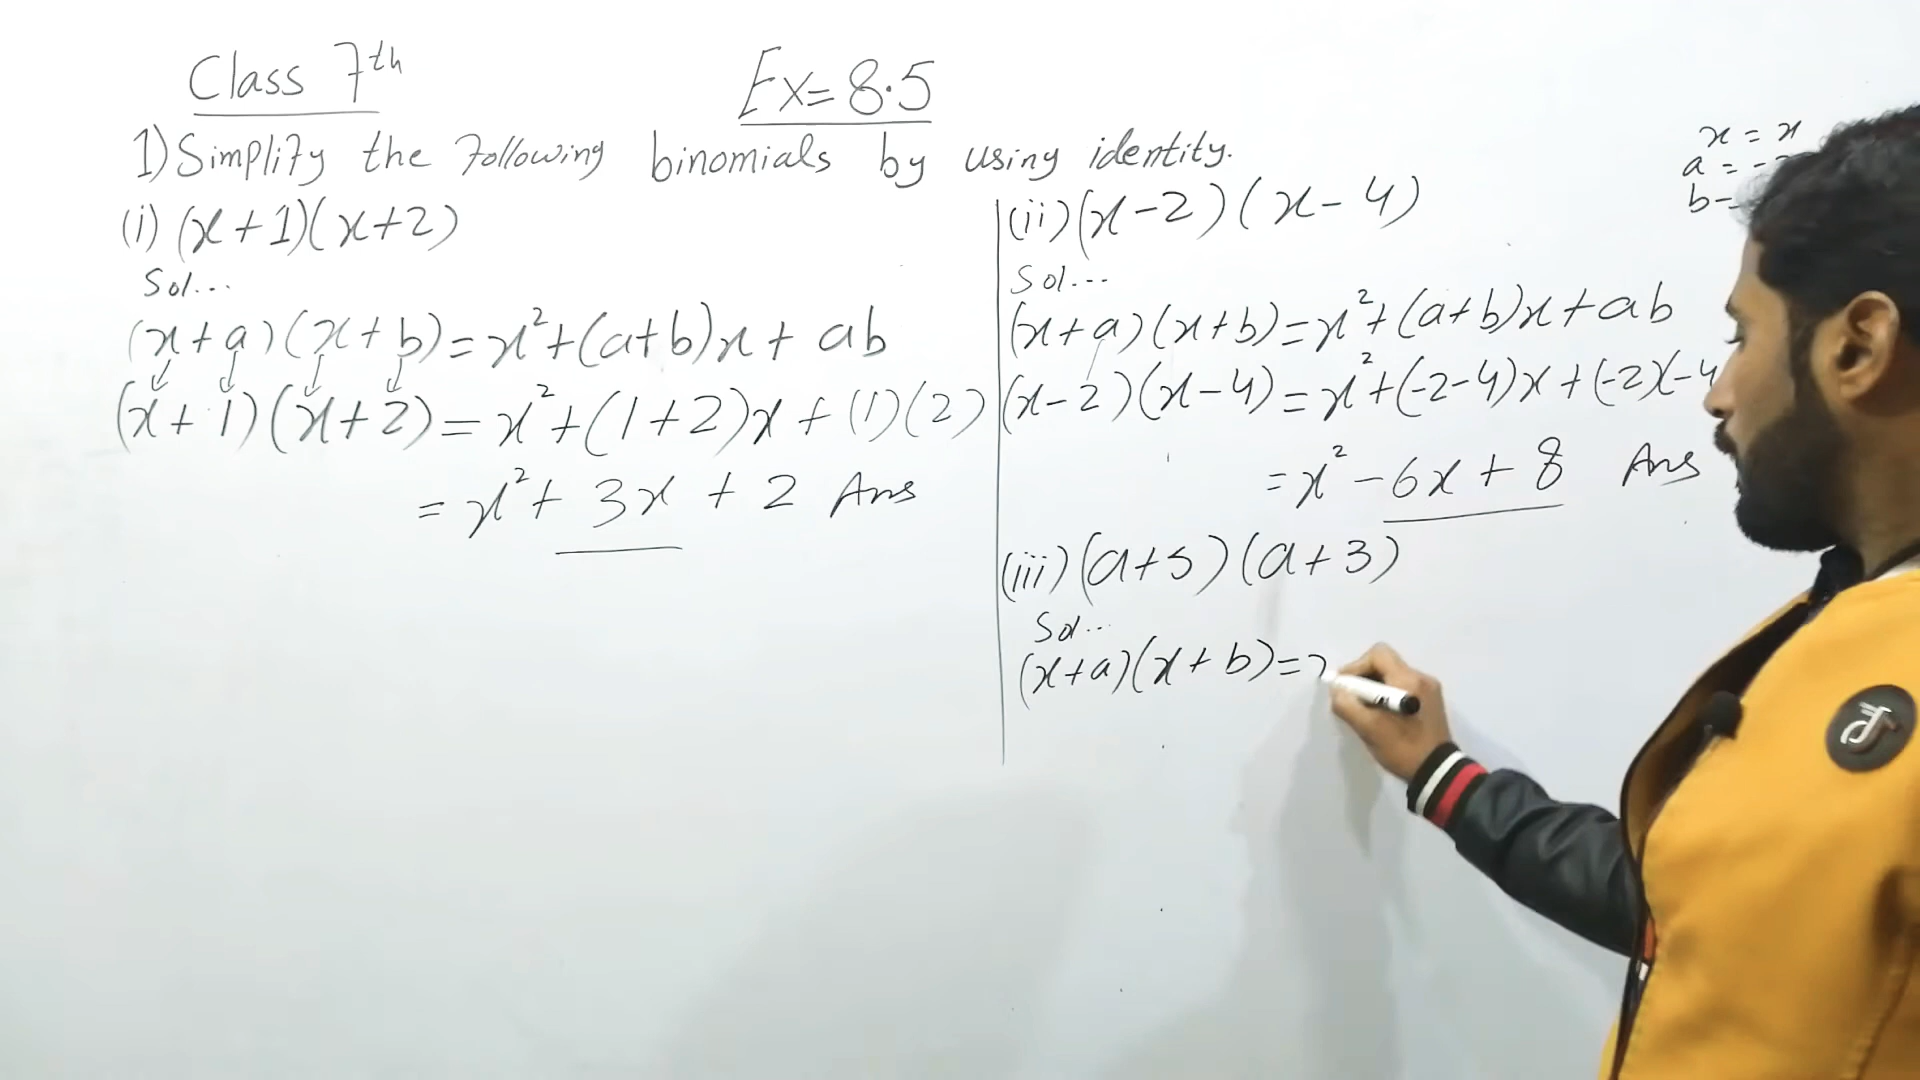 Class 7th
Ex= 8.5
1) Simplify the following binomials by using identity.
(i) (x+1)(x+2)
Sol...
(x+a)(x+b)=x²+(a+b)x+ab
(x+1)(x+2)=x²+(1+2)x+(1)(2)
=x²+3x+2 Ans
(ii) (x-2)(x-4)
Sol...
(x+a)(x+b)=x²+(a+b)x+ab
(x-2)(x-4)=x²+(-2-4)x+(-2)(-4
=x²-6x+8 Ans
(iii) (a+5)(a+3)
Sol...
(x+a)(x+b)=
x = x
a = -
b=